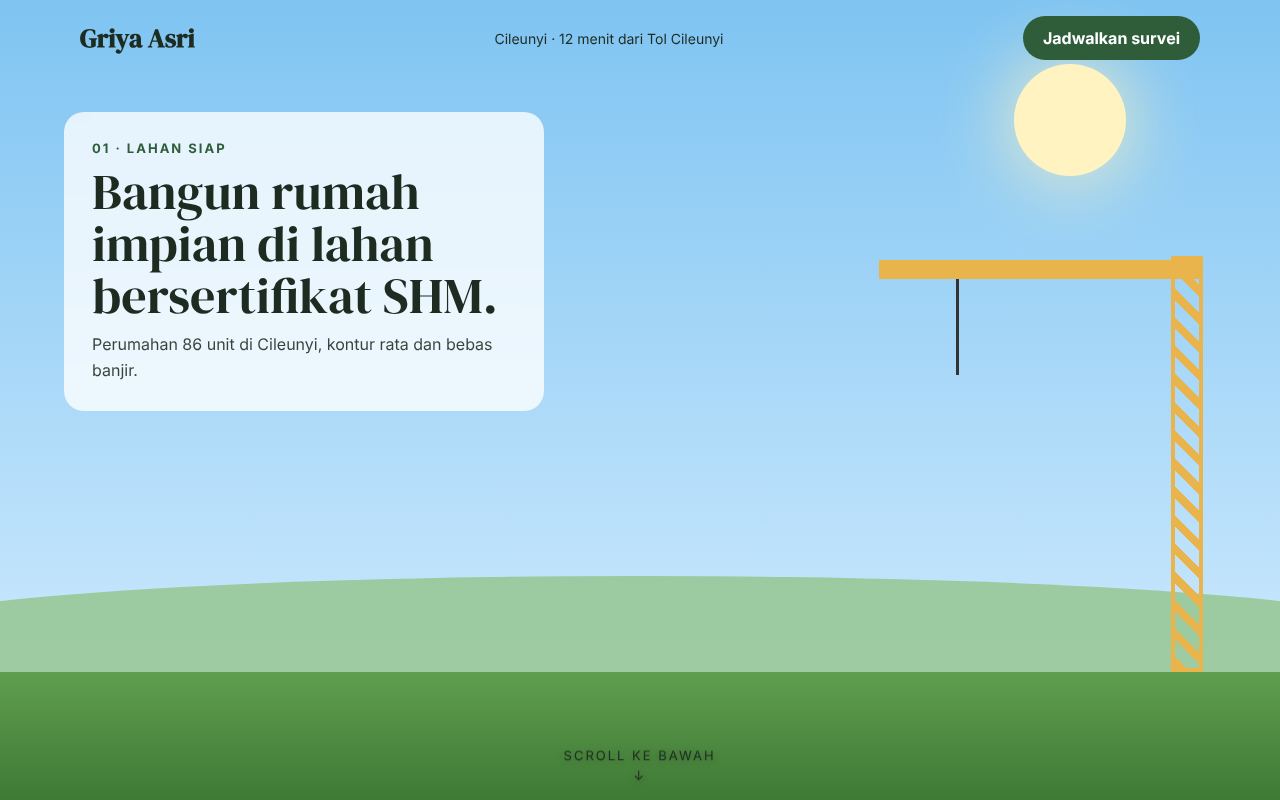 Griya Asri
Cileunyi · 12 menit dari Tol Cileunyi
Jadwalkan survei
01 · LAHAN SIAP
Bangun rumah
impian di lahan
bersertifikat SHM.
Perumahan 86 unit di Cileunyi, kontur rata dan bebas
banjir.
SCROLL KE BAWAH
↓